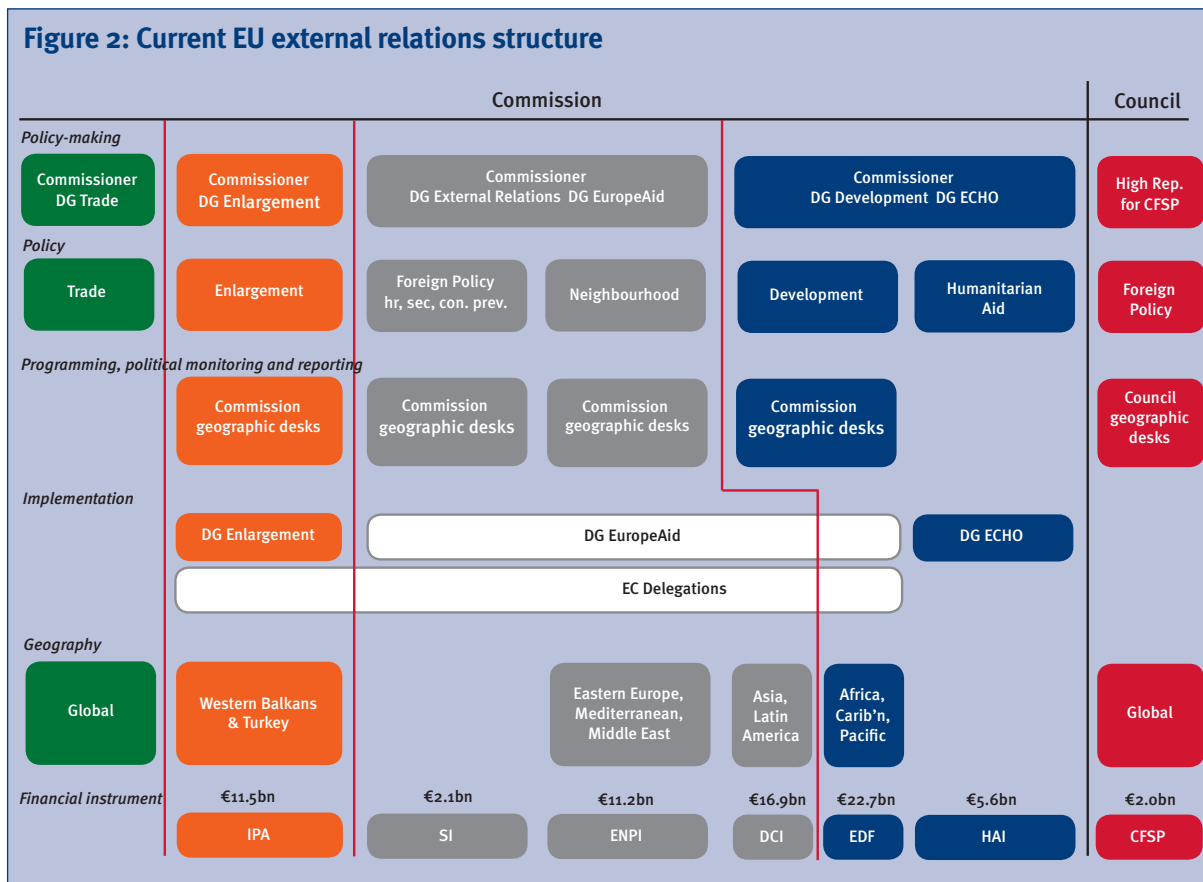 Figure 2: Current EU external relations structure
Commission
Council
Policy-making
Commissioner
DG Trade
Commissioner
DG Enlargement
Commissioner
DG External Relations DG EuropeAid
Commissioner
DG Development DG ECHO
High Rep.
for CFSP
Policy
Trade
Enlargement
Foreign Policy
hr, sec, con. prev.
Neighbourhood
Development
Humanitarian
Aid
Foreign
Policy
Programming, political monitoring and reporting
Commission
geographic desks
Commission
geographic desks
Commission
geographic desks
Commission
geographic desks
Council
geographic
desks
Implementation
DG Enlargement
DG EuropeAid
DG ECHO
EC Delegations
Geography
Global
Western Balkans
& Turkey
Eastern Europe,
Mediterranean,
Middle East
Asia,
Latin
America
Africa,
Carib’n,
Pacific
Global
Financial instrument
€11.5bn
€2.1bn
€11.2bn
€16.9bn
€22.7bn
€5.6bn
€2.0bn
IPA
SI
ENPI
DCI
EDF
HAI
CFSP